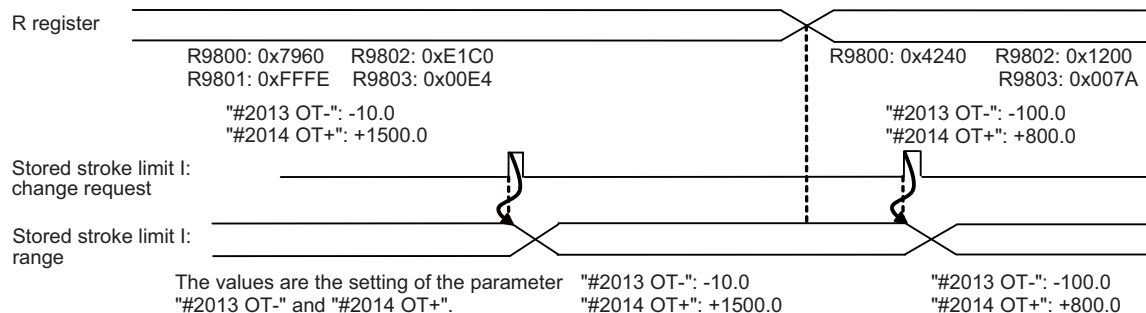 R register
R9800: 0x7960 R9802: 0xE1C0
R9801: 0xFFFE R9803: 0x00E4
R9800: 0x4240 R9802: 0x1200
R9803: 0x007A
"#2013 OT-": -10.0
"#2014 OT+": +1500.0
"#2013 OT-": -100.0
"#2014 OT+": +800.0
Stored stroke limit I:
change request
Stored stroke limit I:
range
The values are the setting of the parameter
"#2013 OT-" and "#2014 OT+".
"#2013 OT-": -10.0
"#2014 OT+": +1500.0
"#2013 OT-": -100.0
"#2014 OT+": +800.0